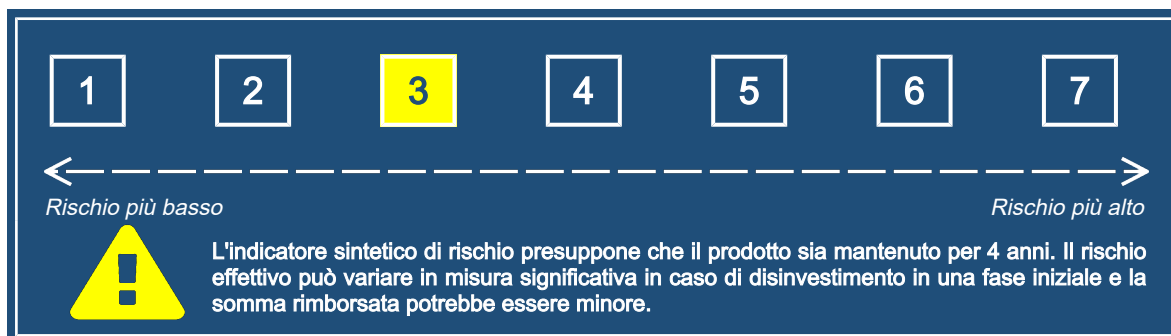 1 2 3 4 5 6 7
Rischio più basso Rischio più alto
L'indicatore sintetico di rischio presuppone che il prodotto sia mantenuto per 4 anni. Il rischio
effettivo può variare in misura significativa in caso di disinvestimento in una fase iniziale e la
somma rimborsata potrebbe essere minore.